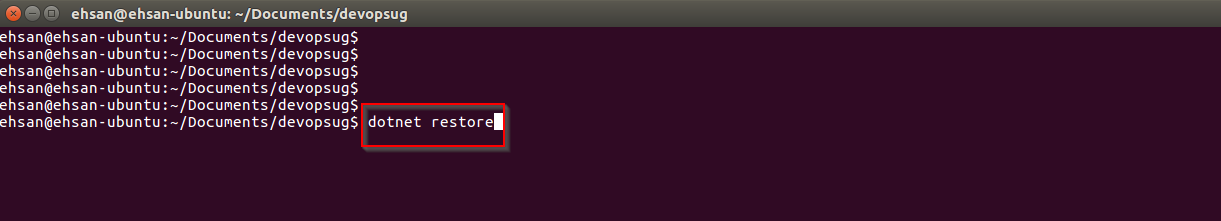 ehsan@ehsan-ubuntu: ~/Documents/devopsug
ehsan@ehsan-ubuntu:~/Documents/devopsug$
ehsan@ehsan-ubuntu:~/Documents/devopsug$
ehsan@ehsan-ubuntu:~/Documents/devopsug$
ehsan@ehsan-ubuntu:~/Documents/devopsug$
ehsan@ehsan-ubuntu:~/Documents/devopsug$
ehsan@ehsan-ubuntu:~/Documents/devopsug$ dotnet restore